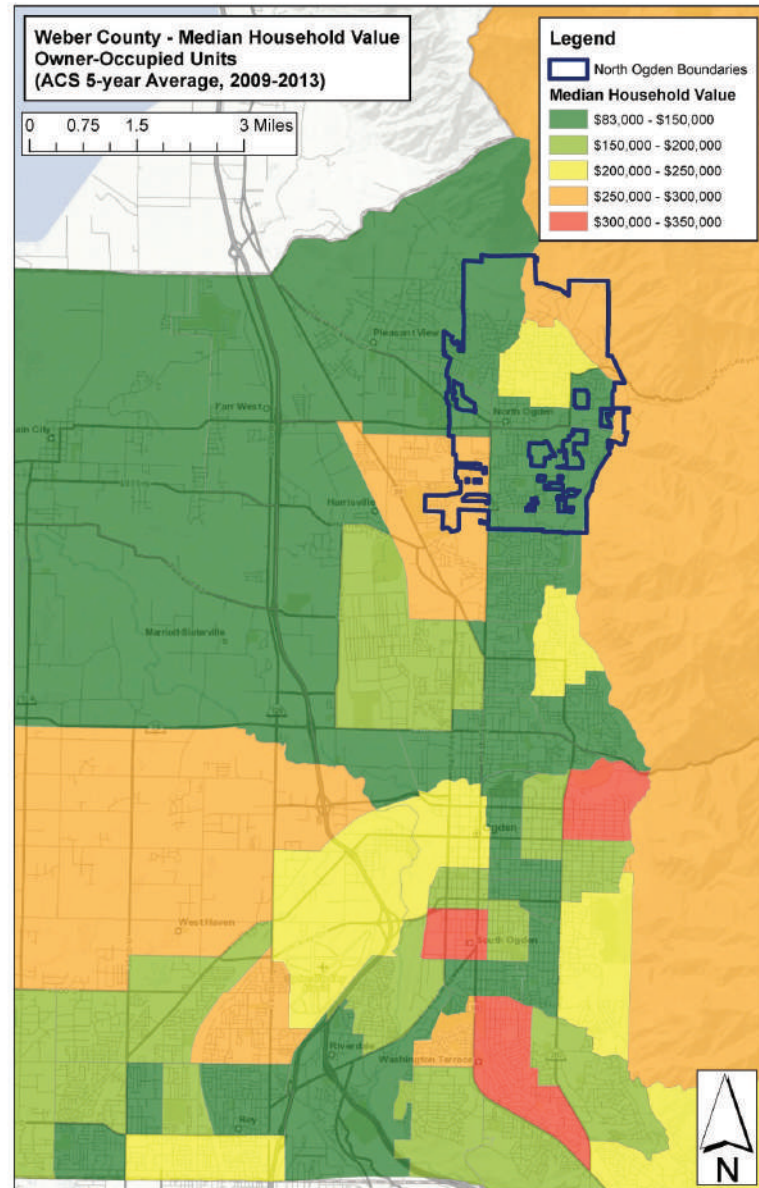 Weber County - Median Household Value
Owner-Occupied Units
(ACS 5-year Average, 2009-2013)
0 0.75 1.5 3 Miles
Legend
North Ogden Boundaries
Median Household Value
$83,000 - $150,000
$150,000 - $200,000
$200,000 - $250,000
$250,000 - $300,000
$300,000 - $350,000
Pleasant View
Farr West
North Ogden
ain City
Harrisville
Marriott-Slaterville
Ogden
West Haven
South Ogden
Riverdale
Washington Terrace
Roy
N